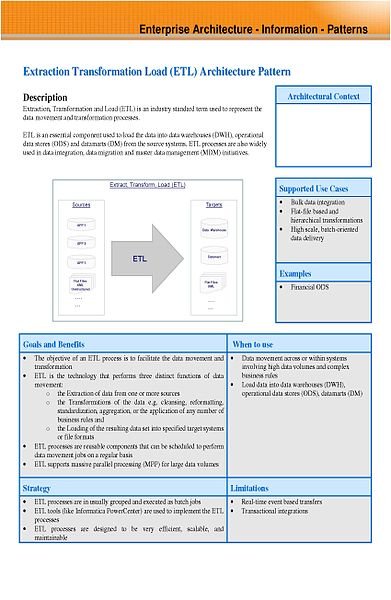 Enterprise Architecture - Information - Patterns
Extraction Transformation Load (ETL) Architecture Pattern
Description
Extraction, Transformation and Load (ETL) is an industry standard term used to represent the
data movement and transformation processes.
ETL is an essential component used to load the data into data warehouses (DWH), operational
data stores (ODS) and datamarts (DM) from the source systems. ETL processes are also widely
used in data integration, data migration and master data management (MDM) initiatives.
Architectural Context
Extract, Transform, Load (ETL)
Sources
APP 1
APP 2
APP 3
Flat Files
XML
Unstructured
....
....
ETL
Targets
Data Warehouse
Datamart
Flat Files
XML
....
....
Supported Use Cases
• Bulk data integration
• Flat-file based and
hierarchical transformations
• High scale, batch-oriented
data delivery
Examples
• Financial ODS
Goals and Benefits
• The objective of an ETL process is to facilitate the data movement and
transformation
• ETL is the technology that performs three distinct functions of data
movement:
o the Extraction of data from one or more sources
o the Transformations of the data e.g. cleansing, reformatting,
standardization, aggregation, or the application of any number of
business rules and
o the Loading of the resulting data set into specified target systems
or file formats
• ETL processes are reusable components that can be scheduled to perform
data movement jobs on a regular basis
• ETL supports massive parallel processing (MPP) for large data volumes
When to use
• Data movement across or within systems
involving high data volumes and complex
business rules
• Load data into data warehouses (DWH),
operational data stores (ODS), datamarts (DM)
Strategy
• ETL processes are in usually grouped and executed as batch jobs
• ETL tools (like Informatica PowerCenter) are used to implement the ETL
processes
• ETL processes are designed to be very efficient, scalable, and
maintainable
Limitations
• Real-time event based transfers
• Transactional integrations